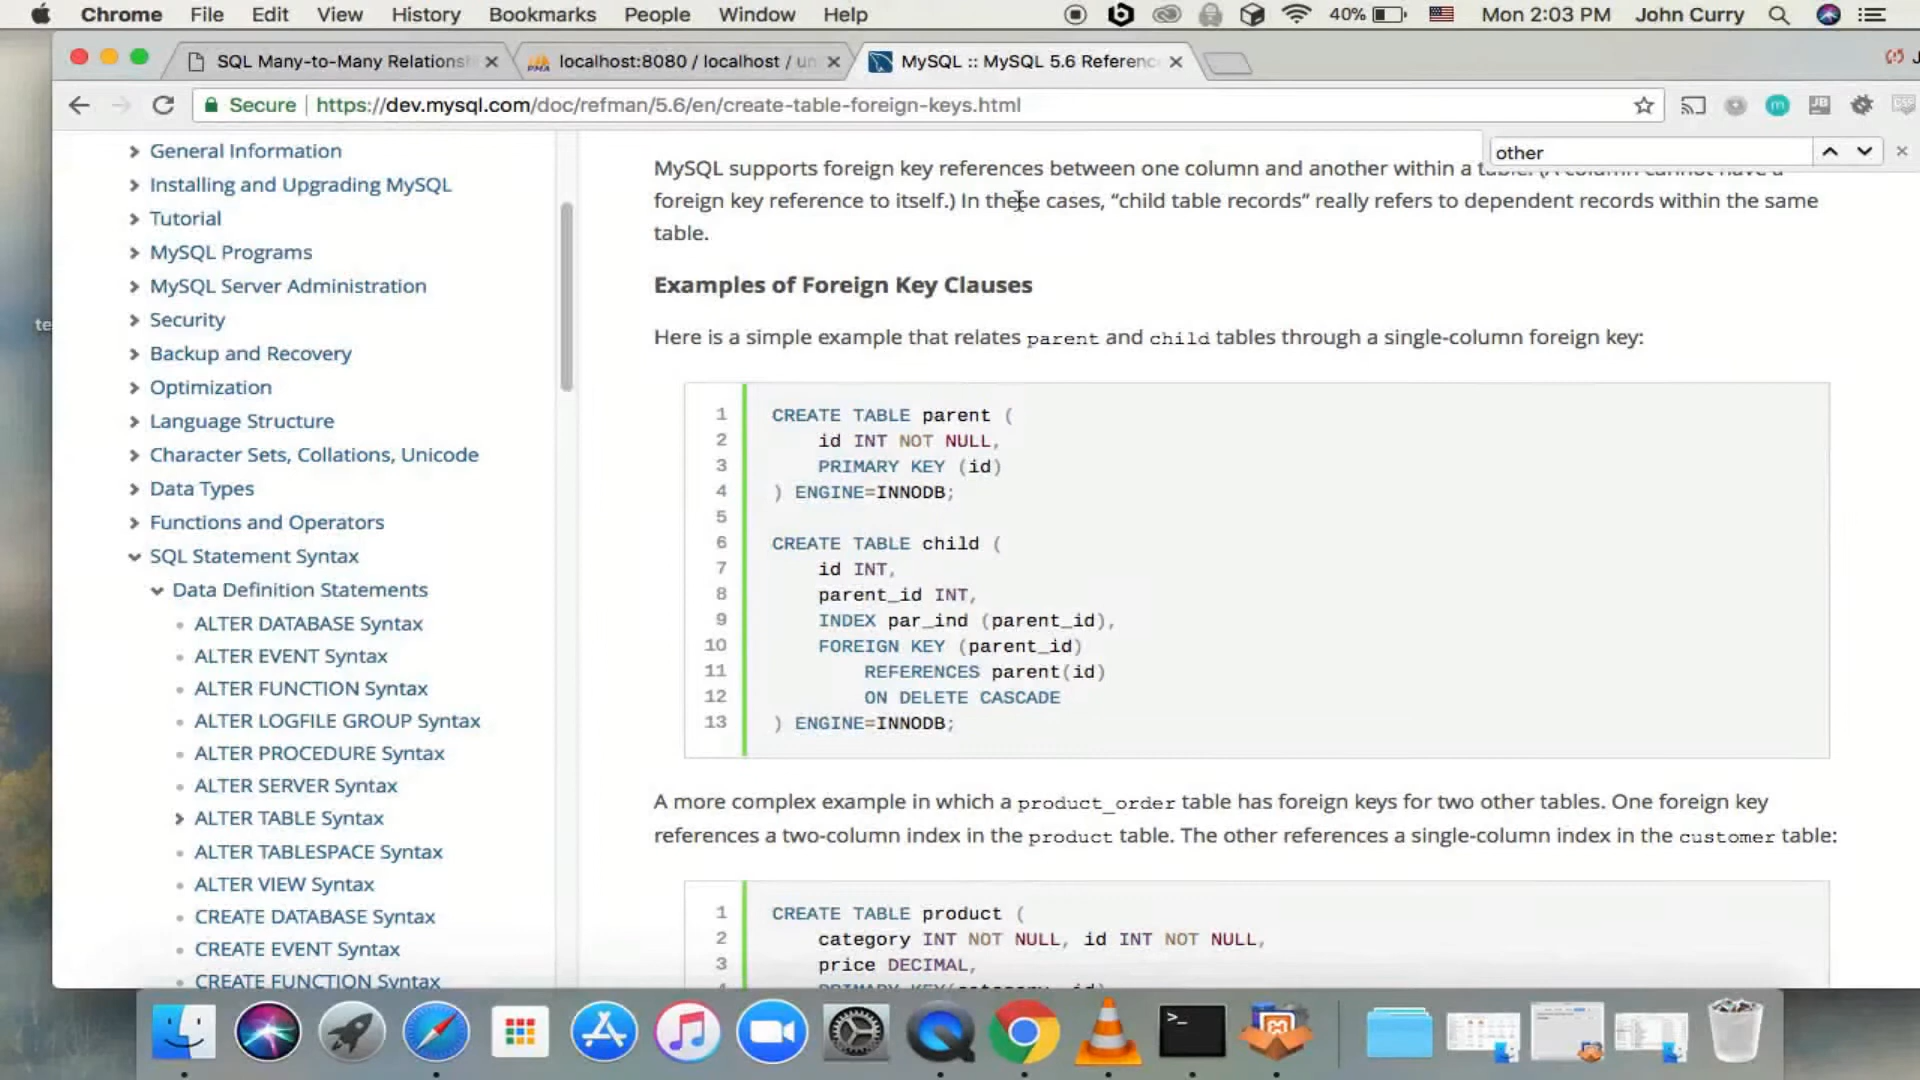 Chrome File Edit View History Bookmarks People Window Help 40% Mon 2:03 PM John Curry
SQL Many-to-Many Relations
localhost:8080 / localhost / un
MySQL :: MySQL 5.6 Referenc
Secure https://dev.mysql.com/doc/refman/5.6/en/create-table-foreign-keys.html
other
General Information
Installing and Upgrading MySQL
Tutorial
MySQL Programs
MySQL Server Administration
Security
Backup and Recovery
Optimization
Language Structure
Character Sets, Collations, Unicode
Data Types
Functions and Operators
SQL Statement Syntax
Data Definition Statements
ALTER DATABASE Syntax
ALTER EVENT Syntax
ALTER FUNCTION Syntax
ALTER LOGFILE GROUP Syntax
ALTER PROCEDURE Syntax
ALTER SERVER Syntax
ALTER TABLE Syntax
ALTER TABLESPACE Syntax
ALTER VIEW Syntax
CREATE DATABASE Syntax
CREATE EVENT Syntax
CREATE FUNCTION Syntax
MySQL supports foreign key references between one column and another within a table. (A column cannot have a
foreign key reference to itself.) In these cases, “child table records” really refers to dependent records within the same
table.
Examples of Foreign Key Clauses
Here is a simple example that relates parent and child tables through a single-column foreign key:
1 CREATE TABLE parent (
2 id INT NOT NULL,
3 PRIMARY KEY (id)
4 ) ENGINE=INNODB;
5
6 CREATE TABLE child (
7 id INT,
8 parent_id INT,
9 INDEX par_ind (parent_id),
10 FOREIGN KEY (parent_id)
11 REFERENCES parent(id)
12 ON DELETE CASCADE
13 ) ENGINE=INNODB;
A more complex example in which a product_order table has foreign keys for two other tables. One foreign key
references a two-column index in the product table. The other references a single-column index in the customer table:
1 CREATE TABLE product (
2 category INT NOT NULL, id INT NOT NULL,
3 price DECIMAL,
4 PRIMARY KEY(category, id)
te